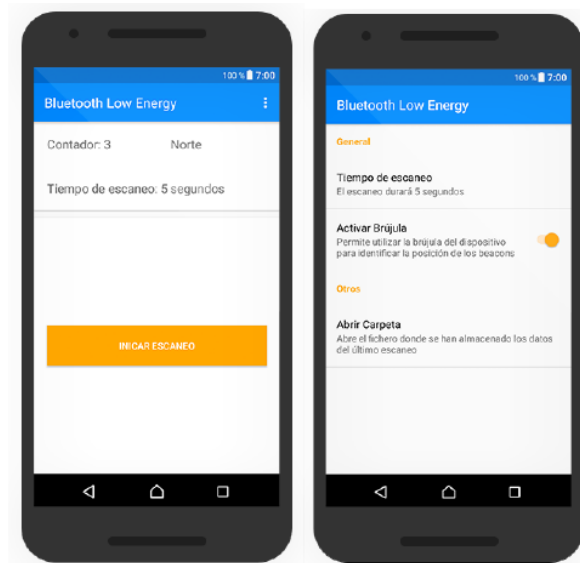 100 % 7:00
Bluetooth Low Energy
Contador: 3 Norte
Tiempo de escaneo: 5 segundos
INICAR ESCANEO
100 % 7:00
Bluetooth Low Energy
General
Tiempo de escaneo
El escaneo durará 5 segundos
Activar Brújula
Permite utilizar la brújula del dispositivo
para identificar la posición de los beacons
Otros
Abrir Carpeta
Abre el fichero donde se han almacenado los datos
del último escaneo